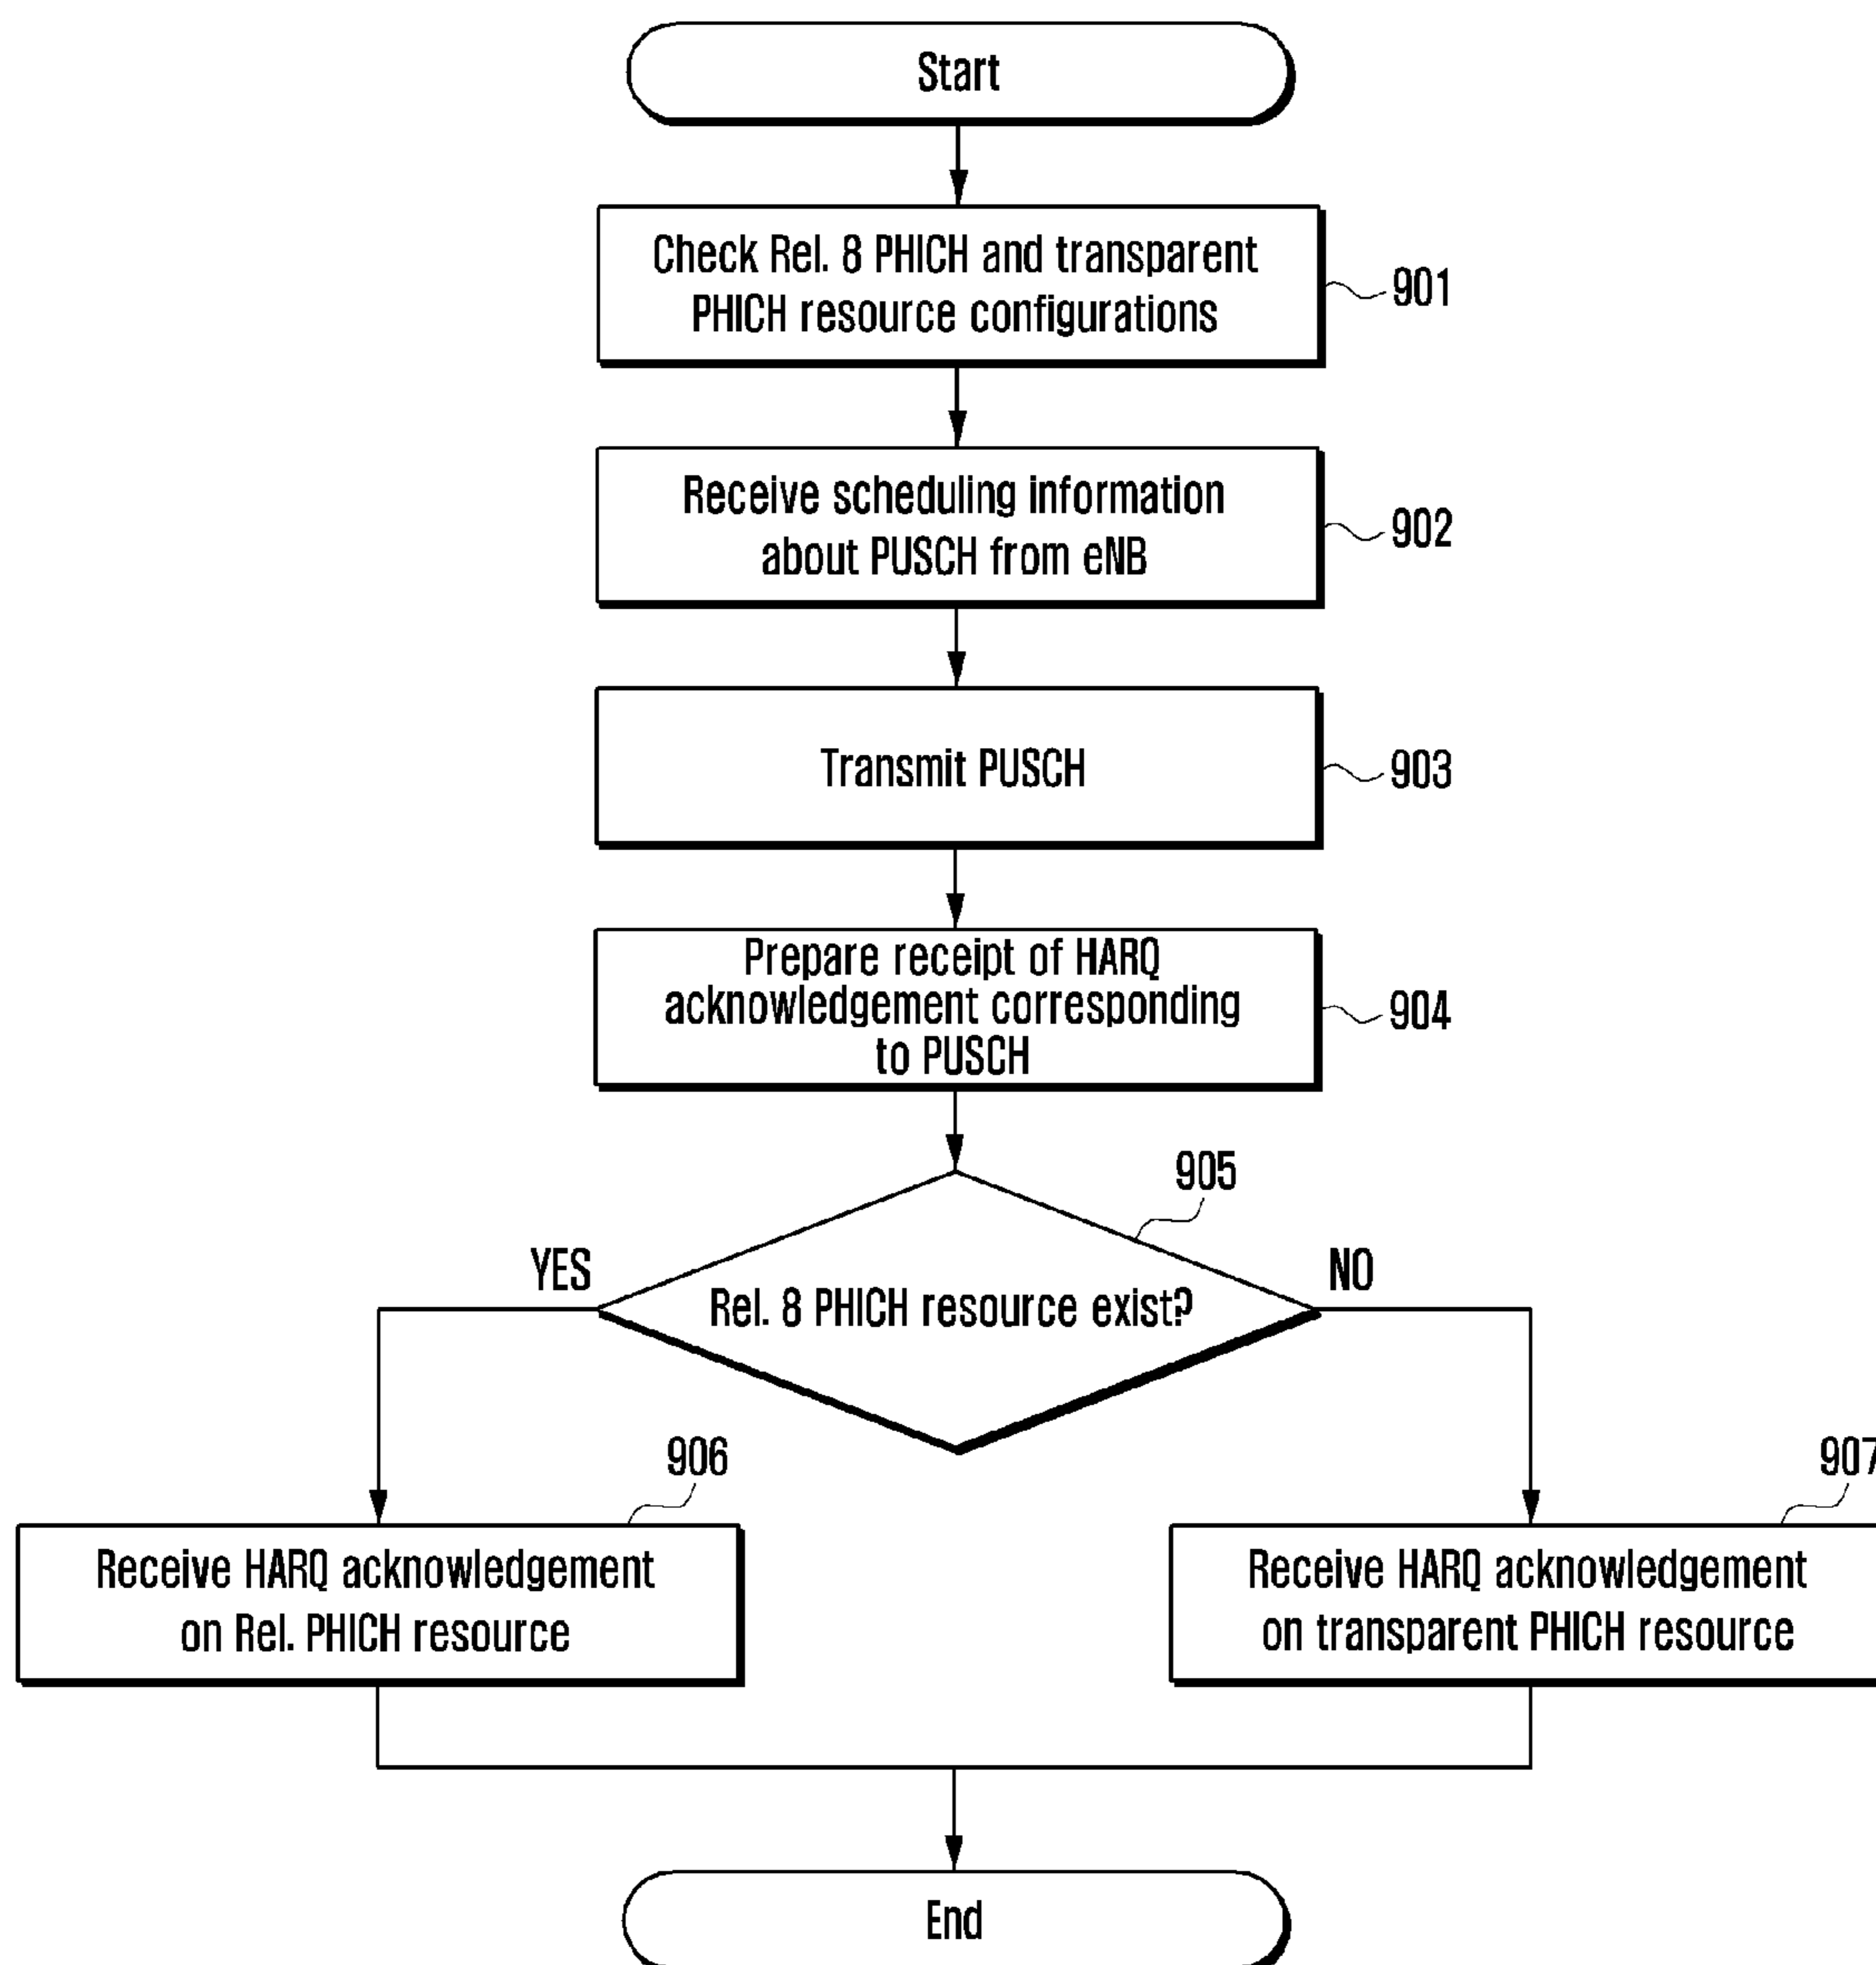 Start
Check Rel. 8 PHICH and transparent
PHICH resource configurations
901
Receive scheduling information
about PUSCH from eNB
902
Transmit PUSCH
903
Prepare receipt of HARQ
acknowledgement corresponding
to PUSCH
904
905
YES
NO
Rel. 8 PHICH resource exist?
906
907
Receive HARQ acknowledgement
on Rel. PHICH resource
Receive HARQ acknowledgement
on transparent PHICH resource
End